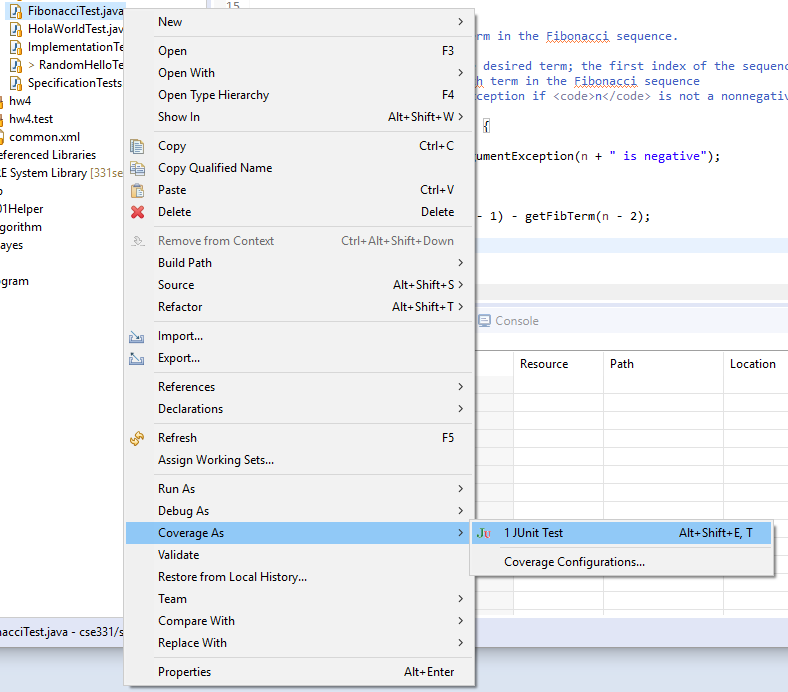 FibonacciTest.java
HolaWorldTest.jav
ImplementationTe
> RandomHelloTe
SpecificationTests
hw4
hw4.test
common.xml
eferenced Libraries
E System Library [331se
01Helper
gorithm
ayes
ogram
acciTest.java - cse331/s
New
Open F3
Open With
Open Type Hierarchy F4
Show In Alt+Shift+W
Copy Ctrl+C
Copy Qualified Name
Paste Ctrl+V
Delete Delete
Remove from Context Ctrl+Alt+Shift+Down
Build Path
Source Alt+Shift+S
Refactor Alt+Shift+T
Import...
Export...
References
Declarations
Refresh F5
Assign Working Sets...
Run As
Debug As
Coverage As
Validate
Restore from Local History...
Team
Compare With
Replace With
Properties Alt+Enter
Ju 1 JUnit Test Alt+Shift+E, T
Coverage Configurations...
15
rm in the Fibonacci sequence.
desired term; the first index of the sequenc
h term in the Fibonacci sequence
ception if <code>n</code> is not a nonnegativ
{
umentException(n + " is negative");
- 1) - getFibTerm(n - 2);
Console
Resource Path Location